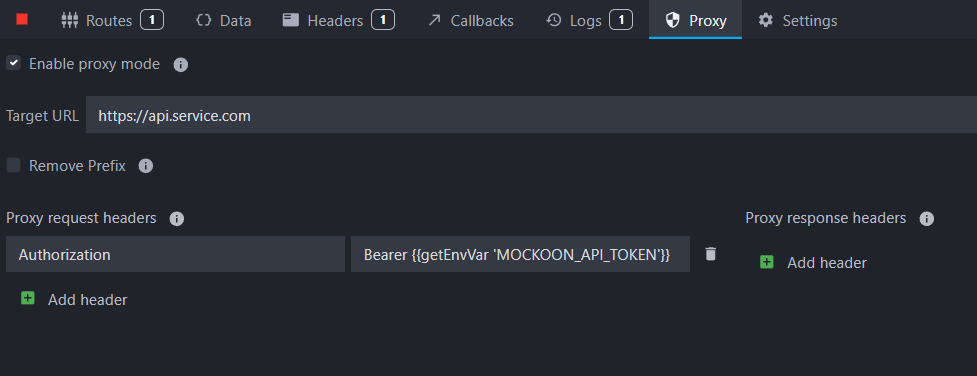 Routes 1 Data Headers 1 Callbacks Logs 1 Proxy Settings
Enable proxy mode
Target URL https://api.service.com
Remove Prefix
Proxy request headers Proxy response headers
Authorization Bearer {{getEnvVar 'MOCKOON_API_TOKEN'}} Add header
Add header